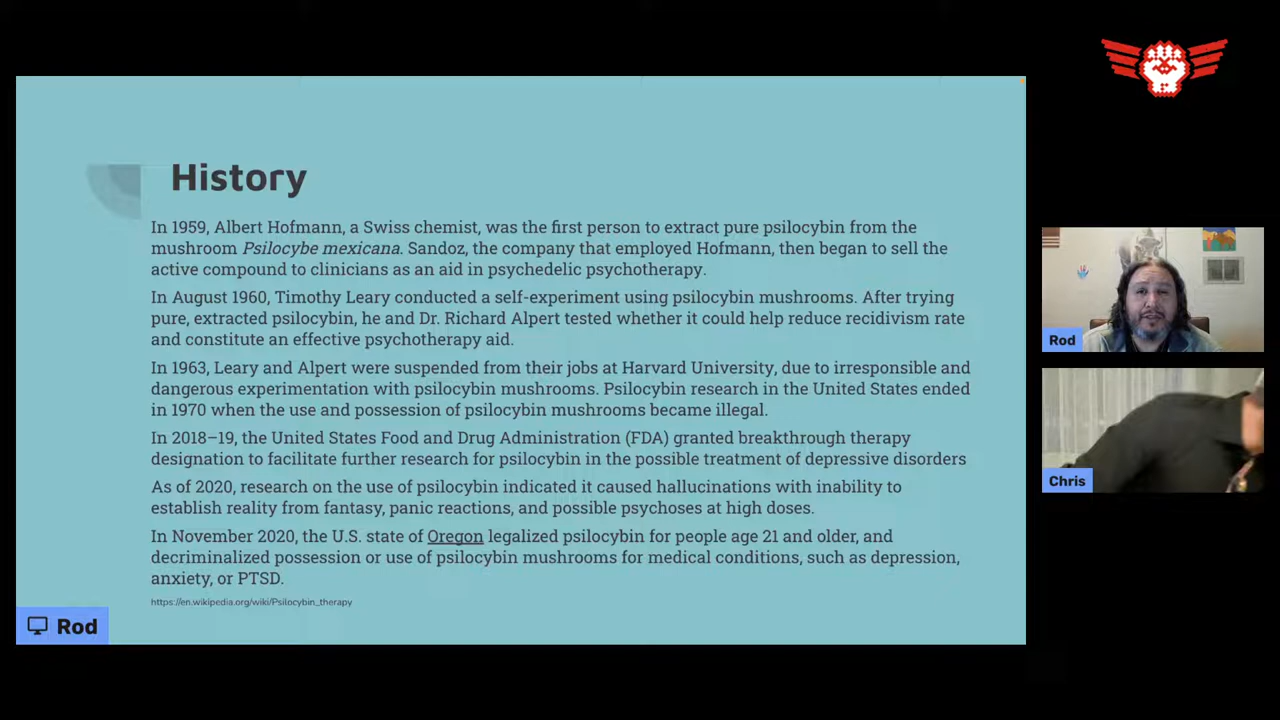 History
In 1959, Albert Hofmann, a Swiss chemist, was the first person to extract pure psilocybin from the
mushroom Psilocybe mexicana. Sandoz, the company that employed Hofmann, then began to sell the
active compound to clinicians as an aid in psychedelic psychotherapy.
In August 1960, Timothy Leary conducted a self-experiment using psilocybin mushrooms. After trying
pure, extracted psilocybin, he and Dr. Richard Alpert tested whether it could help reduce recidivism rate
and constitute an effective psychotherapy aid.
In 1963, Leary and Alpert were suspended from their jobs at Harvard University, due to irresponsible and
dangerous experimentation with psilocybin mushrooms. Psilocybin research in the United States ended
in 1970 when the use and possession of psilocybin mushrooms became illegal.
In 2018–19, the United States Food and Drug Administration (FDA) granted breakthrough therapy
designation to facilitate further research for psilocybin in the possible treatment of depressive disorders
As of 2020, research on the use of psilocybin indicated it caused hallucinations with inability to
establish reality from fantasy, panic reactions, and possible psychoses at high doses.
In November 2020, the U.S. state of Oregon legalized psilocybin for people age 21 and older, and
decriminalized possession or use of psilocybin mushrooms for medical conditions, such as depression,
anxiety, or PTSD.
https://en.wikipedia.org/wiki/Psilocybin_therapy
Rod
Rod
Chris